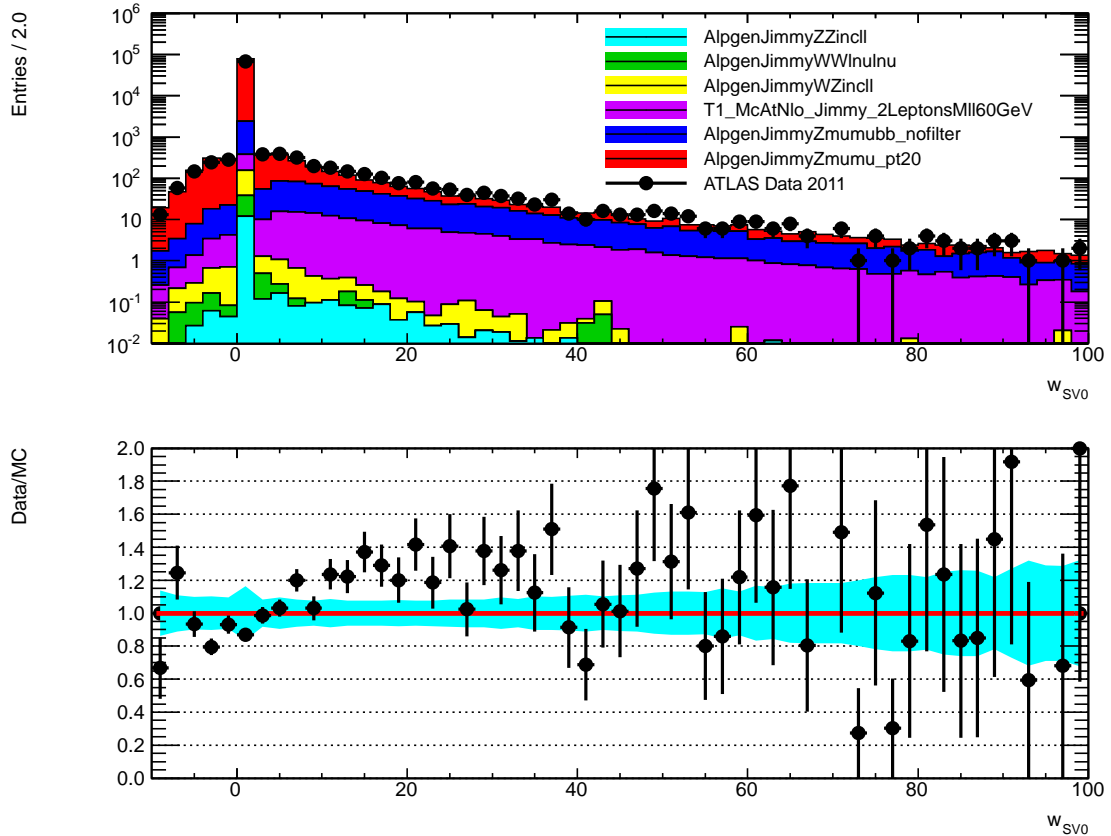 Entries / 2.0
10^6
10^5
10^4
10^3
10^2
10
1
10^-1
10^-2
AlpgenJimmyZZincll
AlpgenJimmyWWlnulnu
AlpgenJimmyWZincll
T1_McAtNlo_Jimmy_2LeptonsMll60GeV
AlpgenJimmyZmumubb_nofilter
AlpgenJimmyZmumu_pt20
ATLAS Data 2011
0 20 40 60 80 100
w_SV0
Data/MC
2.0
1.8
1.6
1.4
1.2
1.0
0.8
0.6
0.4
0.2
0.0
0 20 40 60 80 100
w_SV0